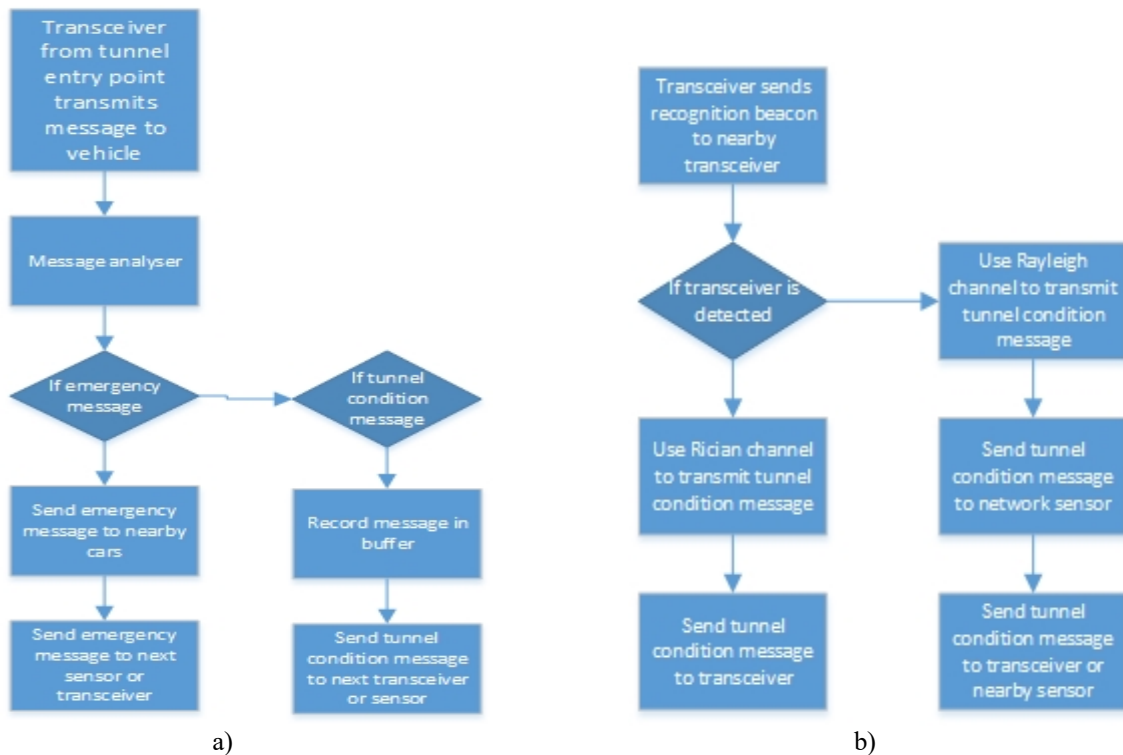 Transceiver
from tunnel
entry point
transmits
message to
vehicle
Message analyser
If emergency
message
If tunnel
condition
message
Send emergency
message to nearby
cars
Record message in
buffer
Send emergency
message to next
sensor or
transceiver
Send tunnel
condition message
to next transceiver
or sensor
a)
Transceiver sends
recognition beacon
to nearby
transceiver
If transceiver is
detected
Use Rayleigh
channel to transmit
tunnel condition
message
Use Rician channel
to transmit tunnel
condition message
Send tunnel
condition message
to network sensor
Send tunnel
condition message
to transceiver
Send tunnel
condition message
to transceiver or
nearby sensor
b)